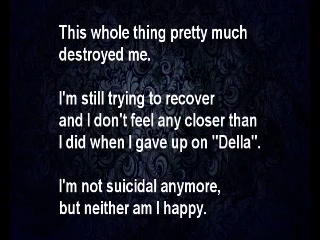 This whole thing pretty much
destroyed me.
I'm still trying to recover
and I don't feel any closer than
I did when I gave up on "Della".
I'm not suicidal anymore,
but neither am I happy.